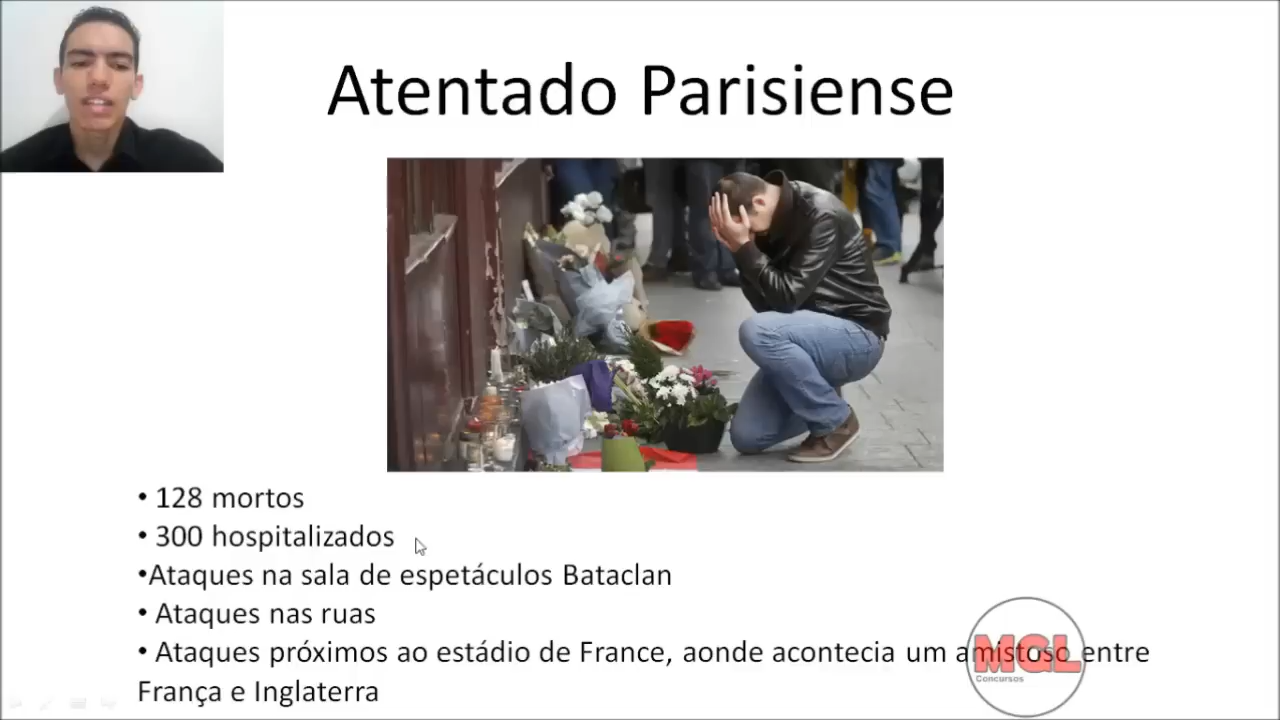 Atentado Parisiense
• 128 mortos
• 300 hospitalizados
•Ataques na sala de espetáculos Bataclan
• Ataques nas ruas
• Ataques próximos ao estádio de France, aonde acontecia um amistoso entre
França e Inglaterra
MGL
Concursos